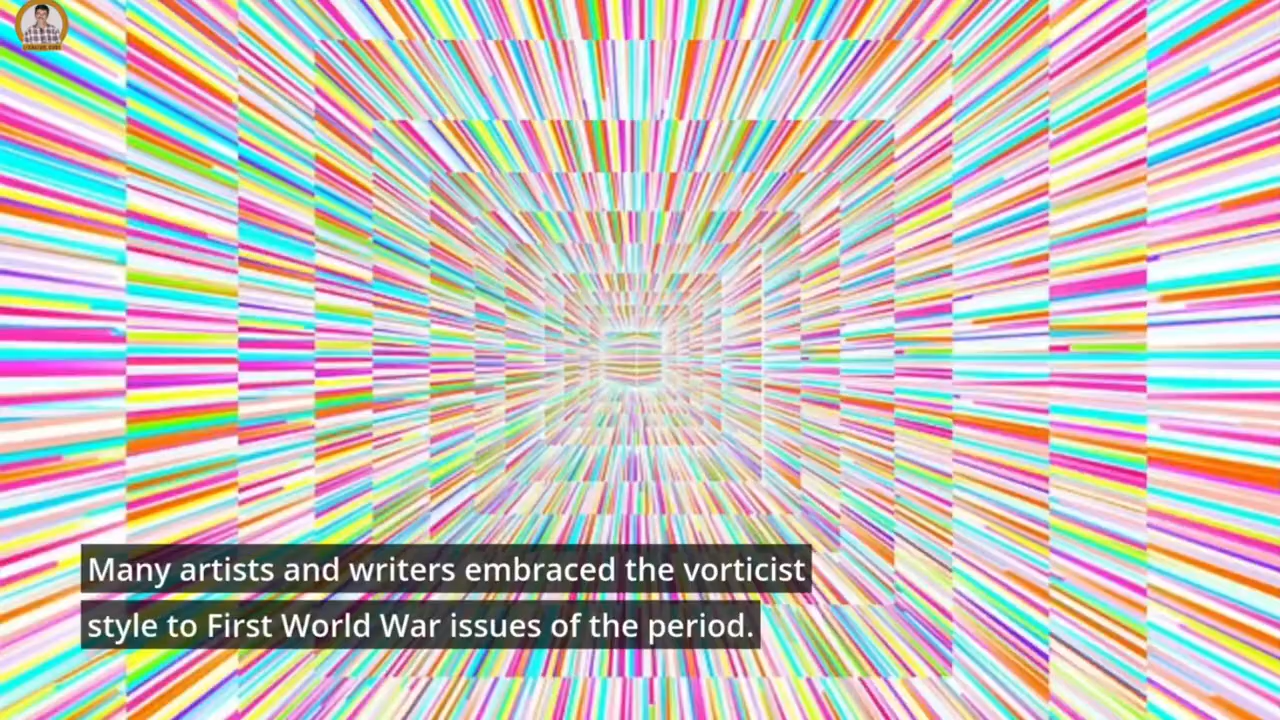 Many artists and writers embraced the vorticist
style to First World War issues of the period.